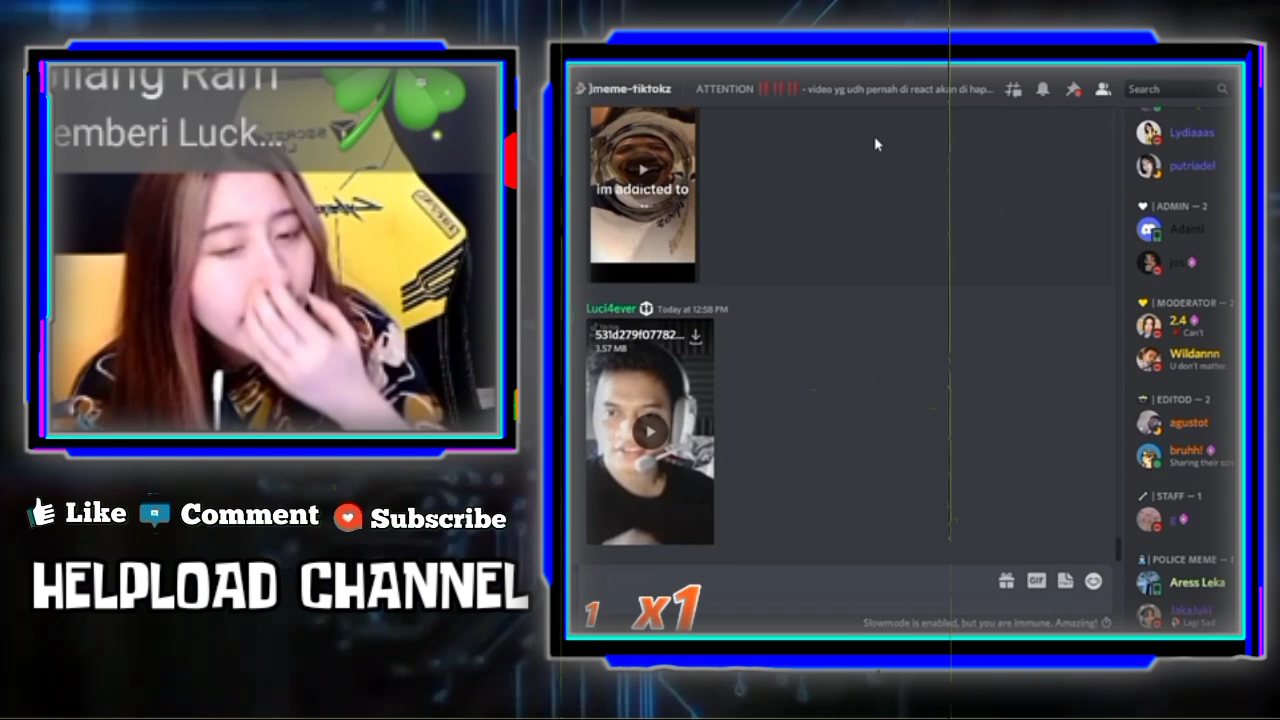 emberi Luck...
Like Comment Subscribe
HELPLOAD CHANNEL
meme-tiktokz
ATTENTION ‼️‼️‼️ - video yg udh pernah di react akan di hap...
Search
im addicted to
Luci4ever Today at 12:58 PM
531d279f07782...
3.57 MB
GIF
1 x1
Slowmode is enabled, but you are immune. Amazing!
Lydiaaas
putriadel
| ADMIN — 2
Adanti
jos
| MODERATOR — 2
2.4
Can't
Wildannn
U don't matter.
| EDITOD — 2
agustot
bruhh!
Sharing their scr
| STAFF — 1
g
| POLICE MEME —
Aress Leka
JakaJuki
Lagi Sad